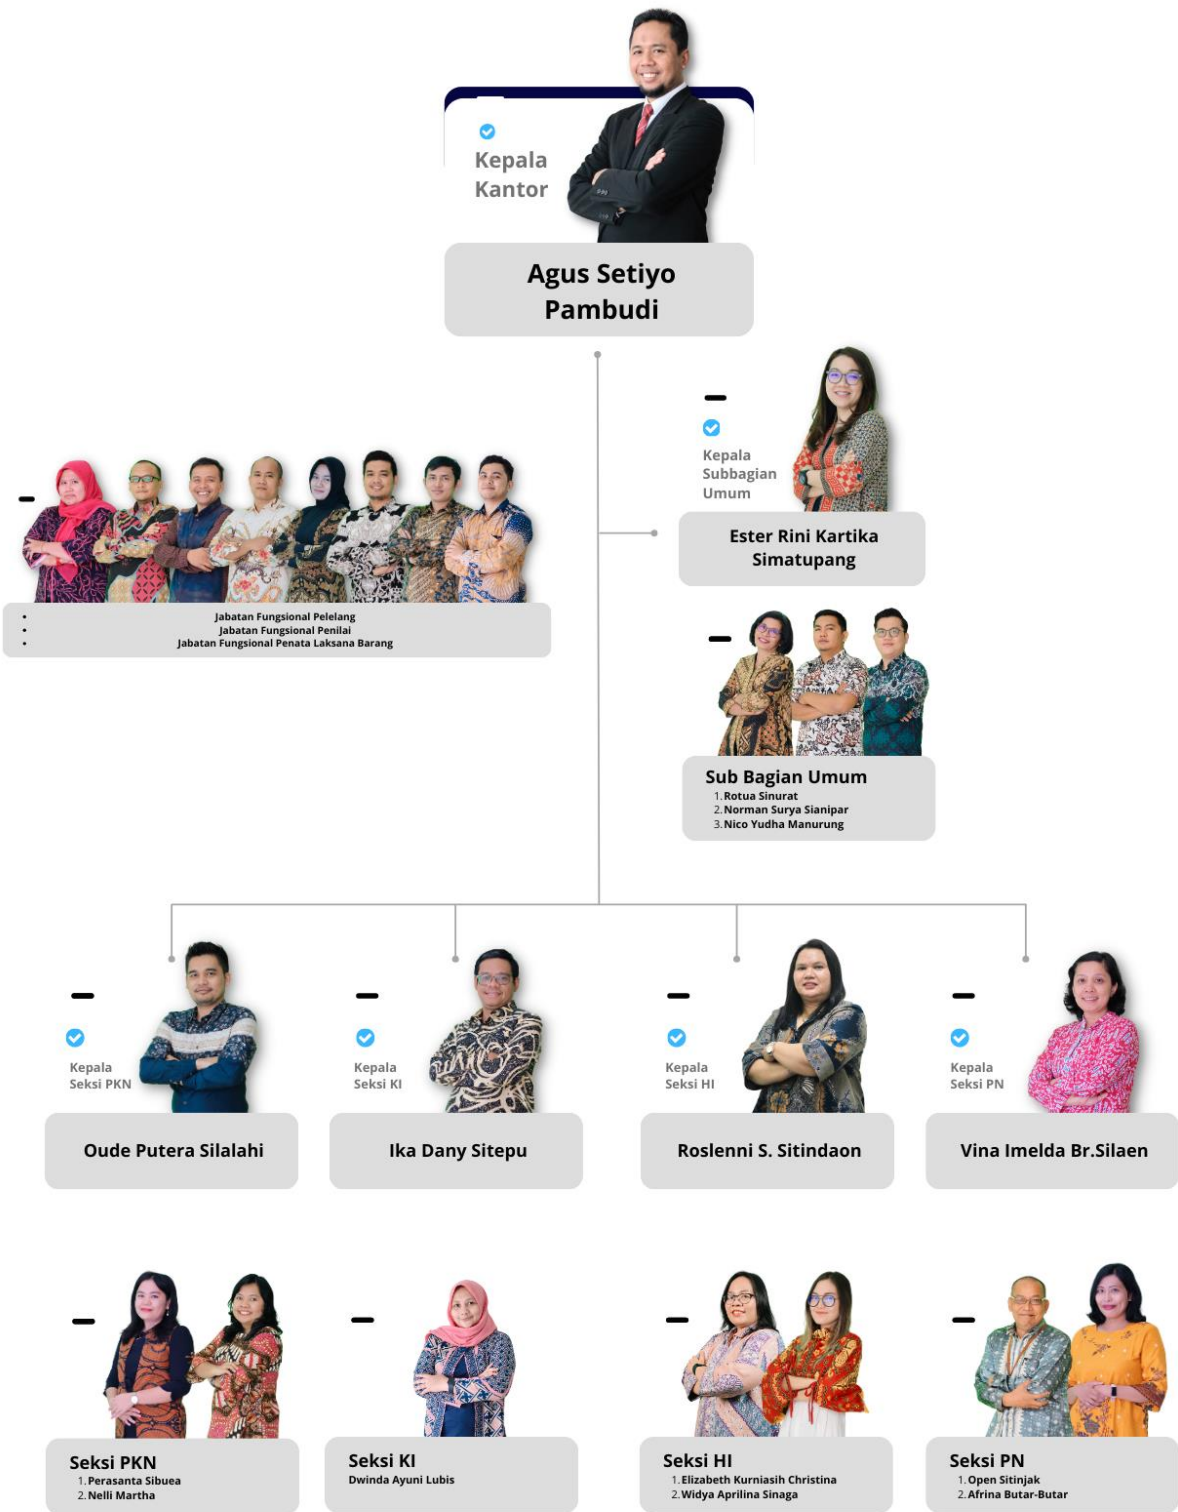 Kepala
Kantor
Agus Setiyo
Pambudi
Kepala
Subbagian
Umum
Ester Rini Kartika
Simatupang
• Jabatan Fungsional Pelelang
• Jabatan Fungsional Penilai
• Jabatan Fungsional Penata Laksana Barang
Sub Bagian Umum
1. Rotua Sinurat
2. Norman Surya Sianipar
3. Nico Yudha Manurung
Kepala
Seksi PKN
Oude Putera Silalahi
Kepala
Seksi KI
Ika Dany Sitepu
Kepala
Seksi HI
Roslenni S. Sitindaon
Kepala
Seksi PN
Vina Imelda Br.Silaen
Seksi PKN
1. Perasanta Sibuea
2. Nelli Martha
Seksi KI
Dwinda Ayuni Lubis
Seksi HI
1. Elizabeth Kurniasih Christina
2. Widya Aprilina Sinaga
Seksi PN
1. Open Sitinjak
2. Afrina Butar-Butar